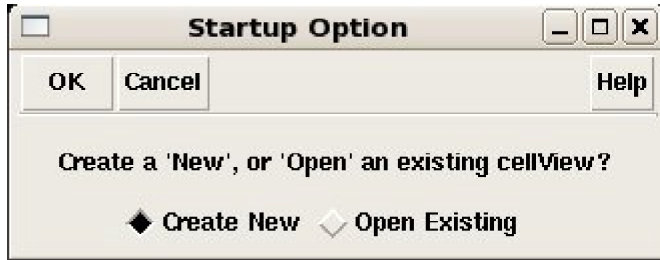 Startup Option
OK Cancel Help
Create a 'New', or 'Open' an existing cellView?
Create New Open Existing